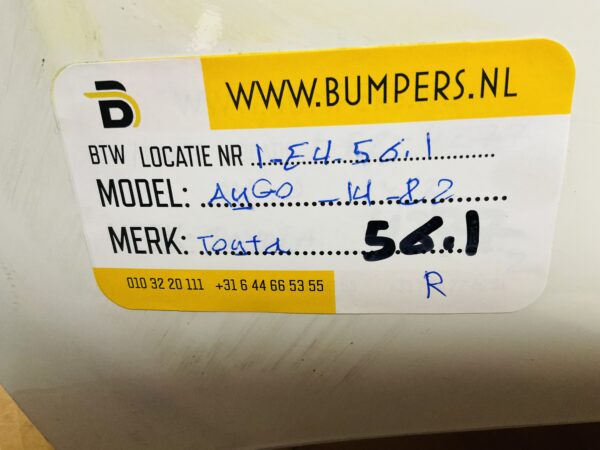 B
WWW.BUMPERS.NL
BTW LOCATIE NR 1-E4.56.1
MODEL: AyGO -14-8.2
MERK: Toyta 56.1
010 32 20 111 +31 6 44 66 53 55
R